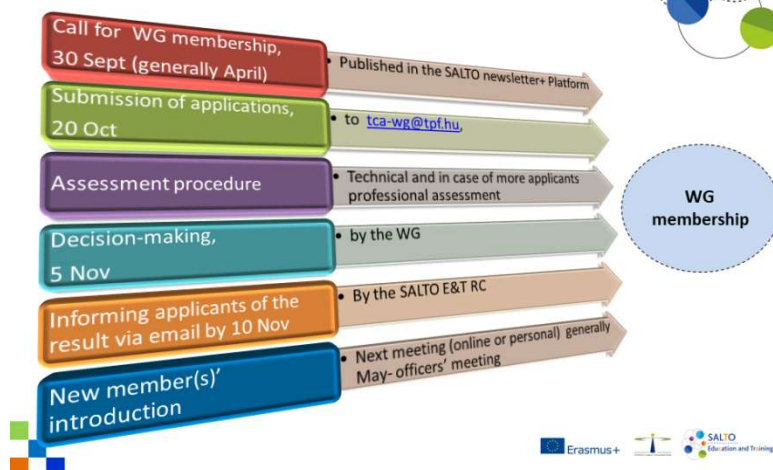 Call for WG membership,
30 Sept (generally April)
• Published in the SALTO newsletter+ Platform
Submission of applications,
20 Oct
• to tca-wg@tpf.hu,
Assessment procedure
• Technical and in case of more applicants
professional assessment
Decision-making,
5 Nov
• by the WG
Informing applicants of the
result via email by 10 Nov
• By the SALTO E&T RC
New member(s)'
introduction
• Next meeting (online or personal) generally
May- officers' meeting
WG
membership
Erasmus+
SALTO
Education and Training